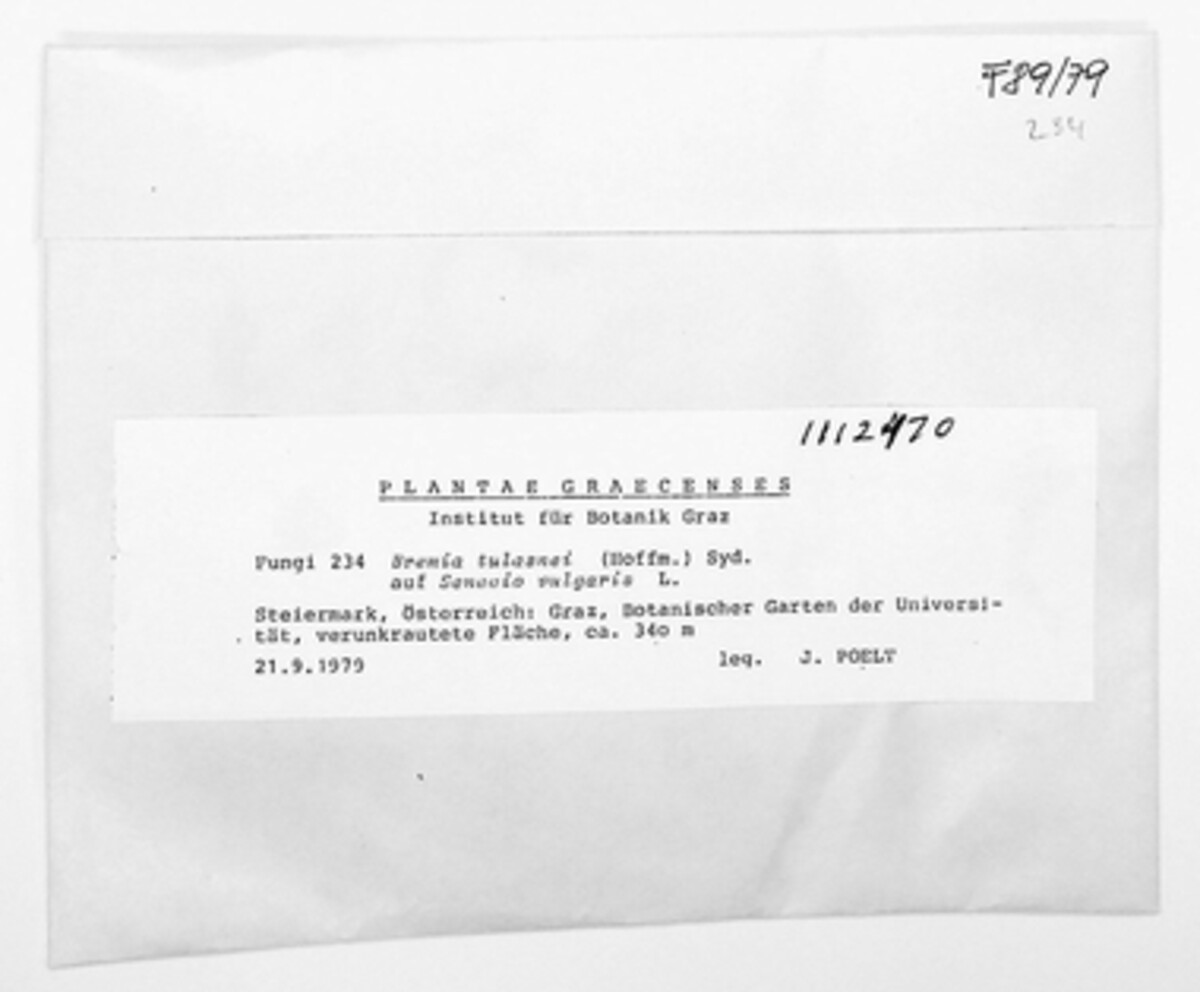 F89/79
234
1112470
PLANTAE GRAECENSES
Institut für Botanik Graz
Fungi 234 Bremia tulasnei (Hoffm.) Syd.
auf Senecio vulgaris L.
Steiermark, Österreich: Graz, Botanischer Garten der Universi-
tät, verunkrautete Fläche, ca. 34o m
21.9.1979 leg. J. POELT